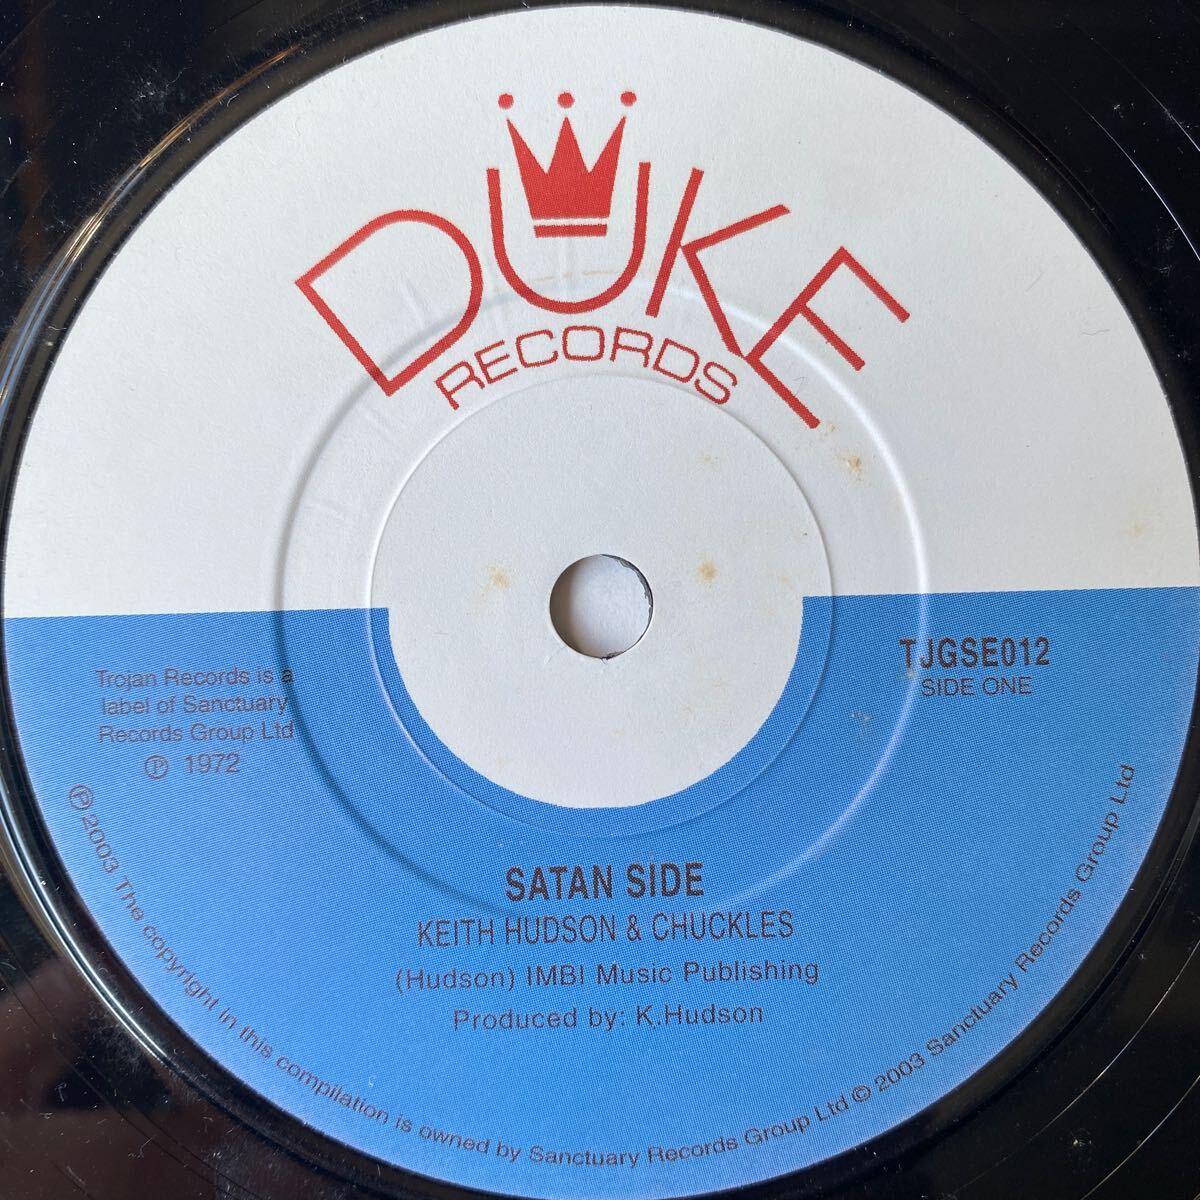 DUKE
RECORDS
TJGSE012
SIDE ONE
Trojan Records is a
label of Sanctuary
Records Group Ltd
℗ 1972
SATAN SIDE
KEITH HUDSON & CHUCKLES
(Hudson) IMBI Music Publishing
Produced by: K.Hudson
℗ 2003 The copyright in this compilation is owned by Sanctuary Records Group Ltd © 2003 Sanctuary Records Group Ltd